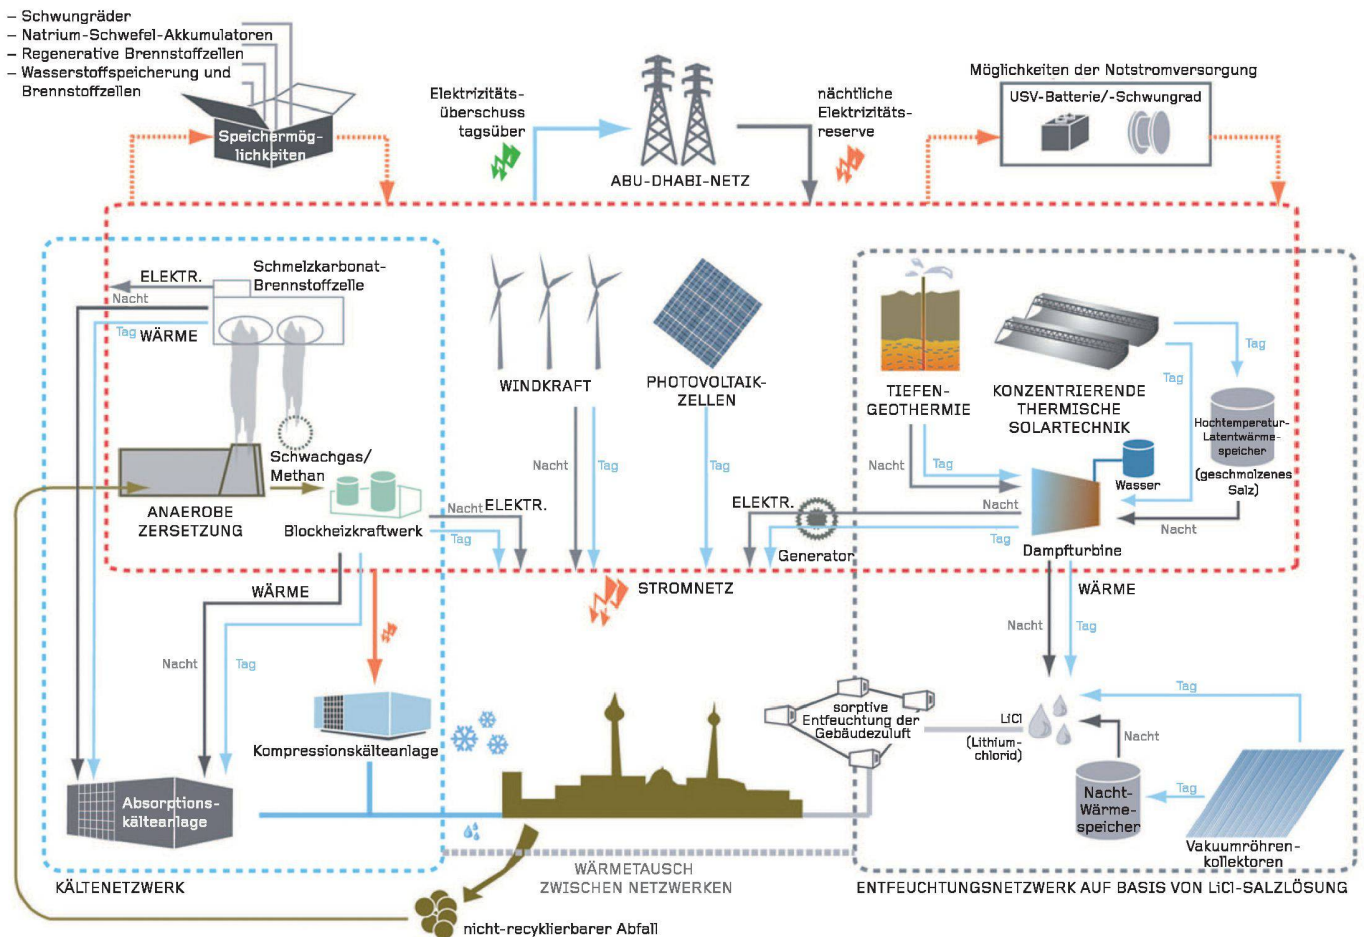 – Schwungräder
– Natrium-Schwefel-Akkumulatoren
– Regenerative Brennstoffzellen
– Wasserstoffspeicherung und
Brennstoffzellen
Speichermög-
lichkeiten
Elektrizitäts-
überschuss
tagsüber
ABU-DHABI-NETZ
nächtliche
Elektrizitäts-
reserve
Möglichkeiten der Notstromversorgung
USV-Batterie/-Schwungrad
ELEKTR.
Nacht
Tag
WÄRME
Schmelzkarbonat-
Brennstoffzelle
Schwachgas/
Methan
ANAEROBE
ZERSETZUNG
Blockheizkraftwerk
Nacht
ELEKTR.
Tag
WINDKRAFT
Nacht
Tag
PHOTOVOLTAIK-
ZELLEN
Tag
TIEFEN-
GEOTHERMIE
Nacht
Tag
KONZENTRIERENDE
THERMISCHE
SOLARTECHNIK
Tag
Tag
Hochtemperatur-
Latentwärme-
speicher
(geschmolzenes
Salz)
Wasser
Nacht
ELEKTR.
Nacht
Tag
Generator
Dampfturbine
STROMNETZ
WÄRME
Nacht
Tag
WÄRME
Nacht
Tag
Kompressionskälteanlage
Absorptions-
kälteanlage
KÄLTENETZWERK
sorptive
Entfeuchtung der
Gebäudezuluft
LiCl
(Lithium-
chlorid)
Tag
Nacht
Nacht-
Wärme-
speicher
Tag
Vakuumröhren-
kollektoren
WÄRMETAUSCH
ZWISCHEN NETZWERKEN
ENTFEUCHTUNGSNETZWERK AUF BASIS VON LiCl-SALZLÖSUNG
nicht-recyklierbarer Abfall